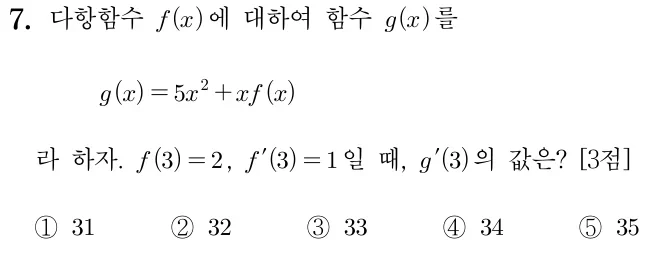 7. 다항함수 f(x)에 대하여 함수 g(x)를
g(x)=5x²+xf(x)
라 하자. f(3)=2, f′(3)=1일 때, g′(3)의 값은? [3점]
① 31 ② 32 ③ 33 ④ 34 ⑤ 35